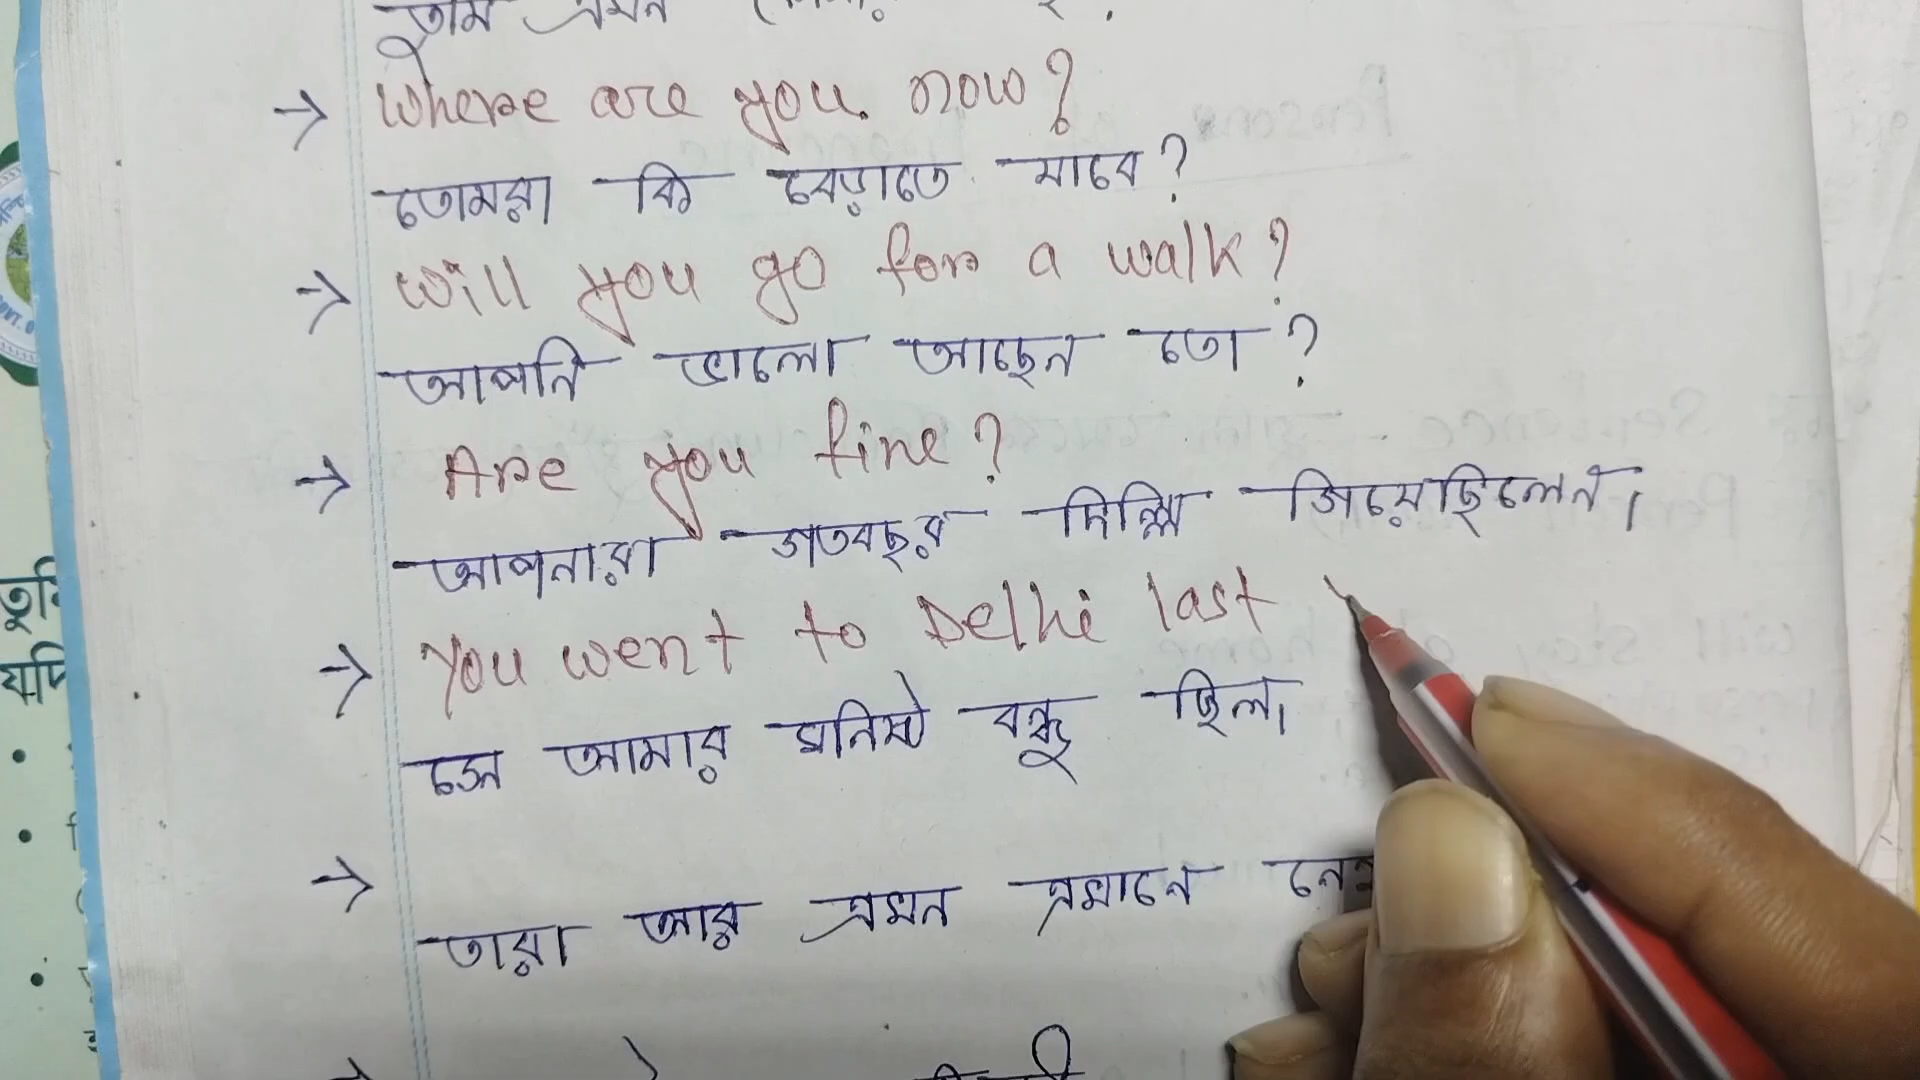 Where are you now?
তোমরা কি বেড়াতে যাবে?
Will you go for a walk?
আপনি ভালো আছেন তো?
Are you fine?
আপনারা গতবছর দিল্লি গিয়েছিলেন।
You went to Delhi last
সে আমার ঘনিষ্ট বন্ধু ছিল।
তারা আর এখন এখানে